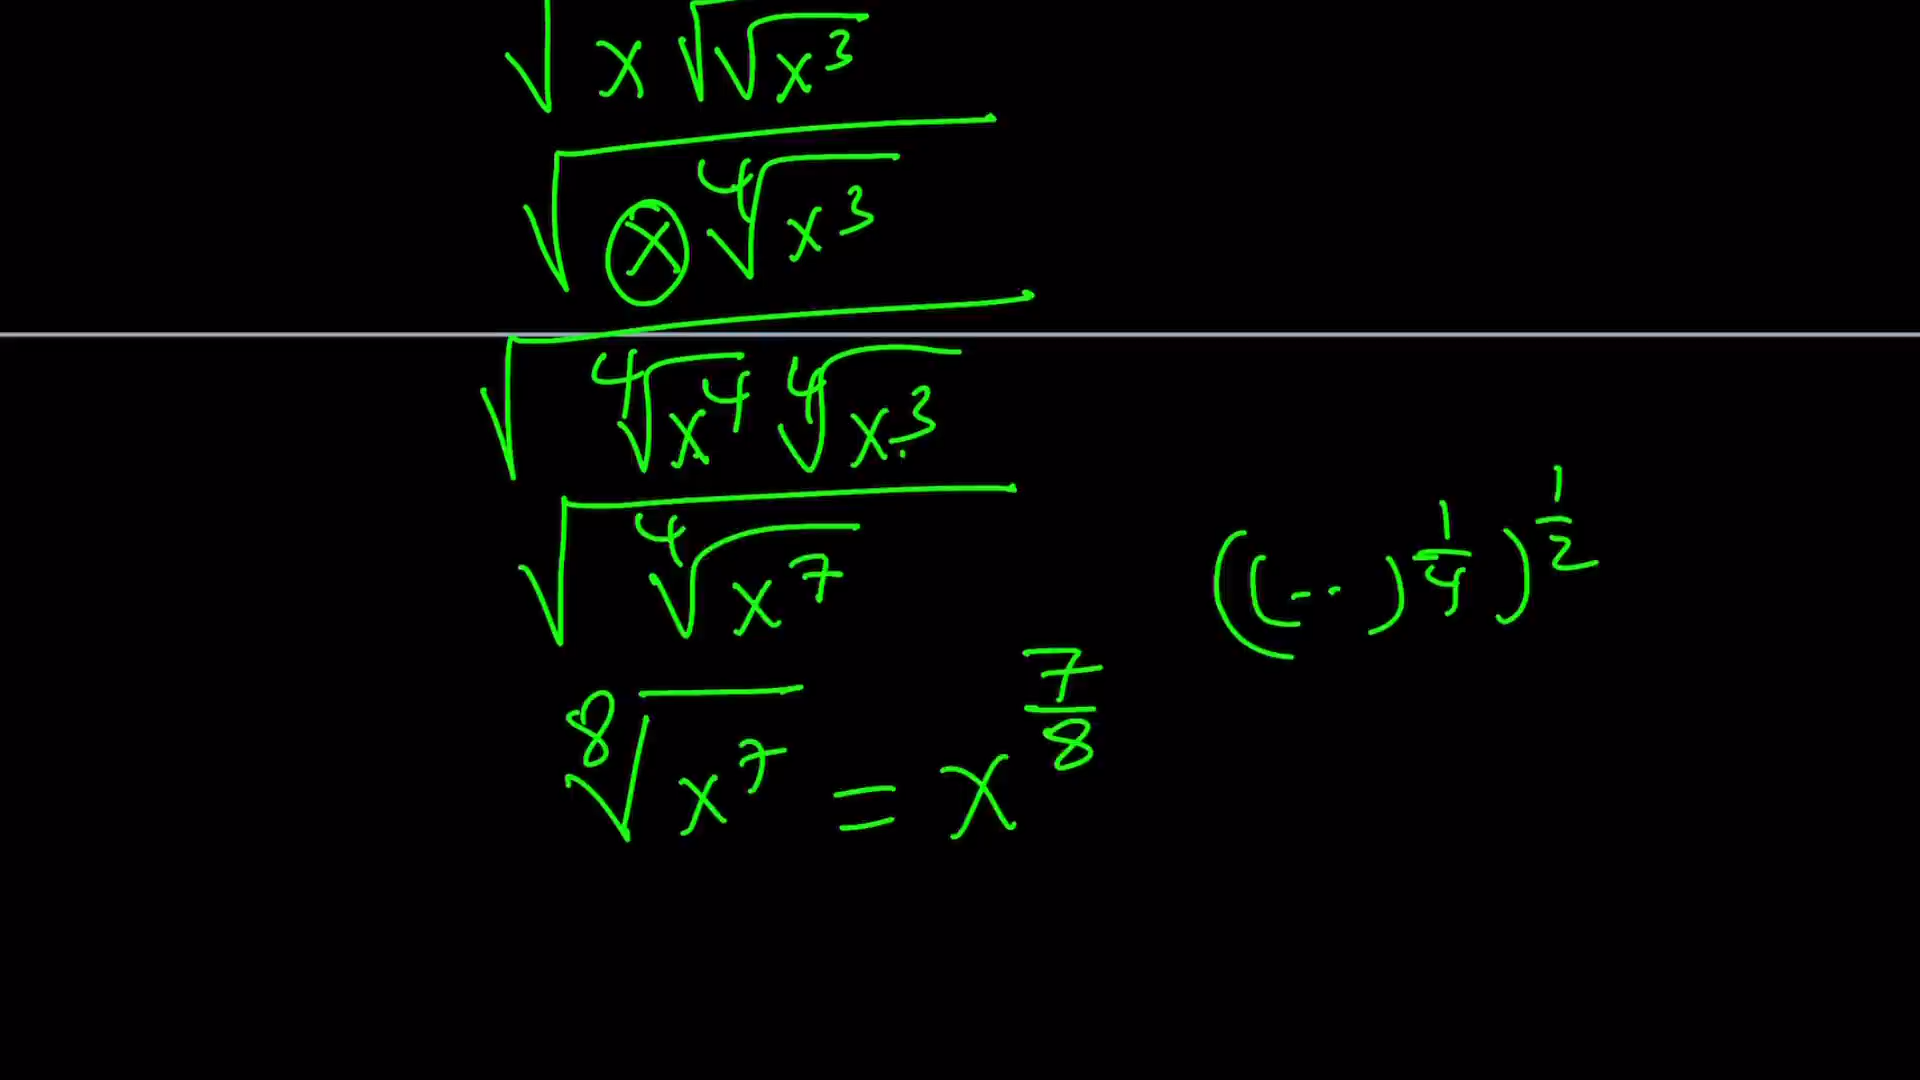 √(x √(√(x³)))
√(x ⁴√(x³))
√(⁴√(x⁴) ⁴√(x³))
√(⁴√(x⁷))
((-..)^(1/4))^(1/2)
⁸√(x⁷) = x^(7/8)